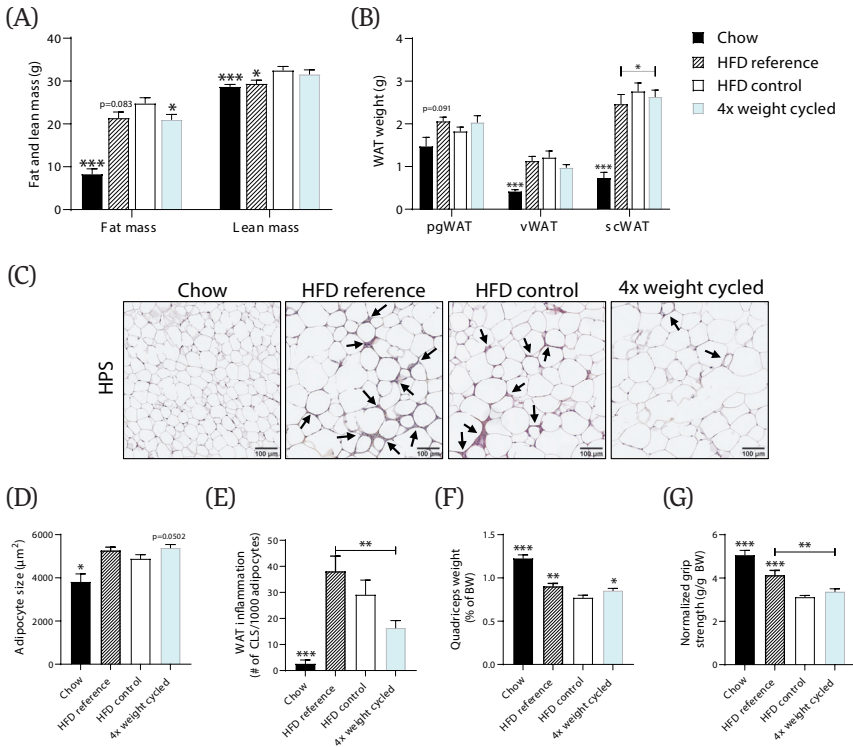 (A)
Fat and lean mass (g)
40
30
20
10
0
***
p=0.083
*
***
*
Fat mass
Lean mass
(B)
WAT weight (g)
4
3
2
1
0
p=0.091
***
***
*
pgWAT
vWAT
scWAT
Chow
HFD reference
HFD control
4x weight cycled
(C)
Chow
HFD reference
HFD control
4x weight cycled
HPS
100 µm
100 µm
100 µm
100 µm
(D)
Adipocyte size (µm²)
6000
4000
2000
0
*
p=0.0502
Chow
HFD reference
HFD control
4x weight cycled
(E)
WAT inflammation
(# of CLS/1000 adipocytes)
50
40
30
20
10
0
***
**
Chow
HFD reference
HFD control
4x weight cycled
(F)
Quadriceps weight
(% of BW)
1.5
1.0
0.5
0.0
***
**
*
Chow
HFD reference
HFD control
4x weight cycled
(G)
Normalized grip
strength (g/g BW)
6
4
2
0
***
***
**
Chow
HFD reference
HFD control
4x weight cycled